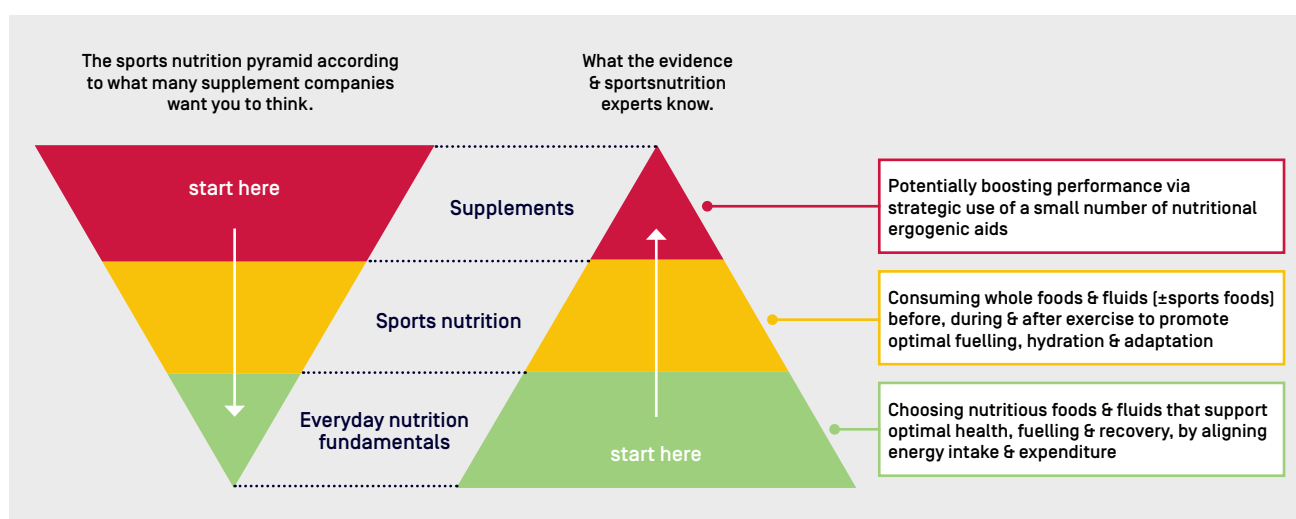 The sports nutrition pyramid according
to what many supplement companies
want you to think.
What the evidence
& sportsnutrition
experts know.
start here
Supplements
Sports nutrition
Everyday nutrition
fundamentals
start here
Potentially boosting performance via
strategic use of a small number of nutritional
ergogenic aids
Consuming whole foods & fluids (±sports foods)
before, during & after exercise to promote
optimal fuelling, hydration & adaptation
Choosing nutritious foods & fluids that support
optimal health, fuelling & recovery, by aligning
energy intake & expenditure